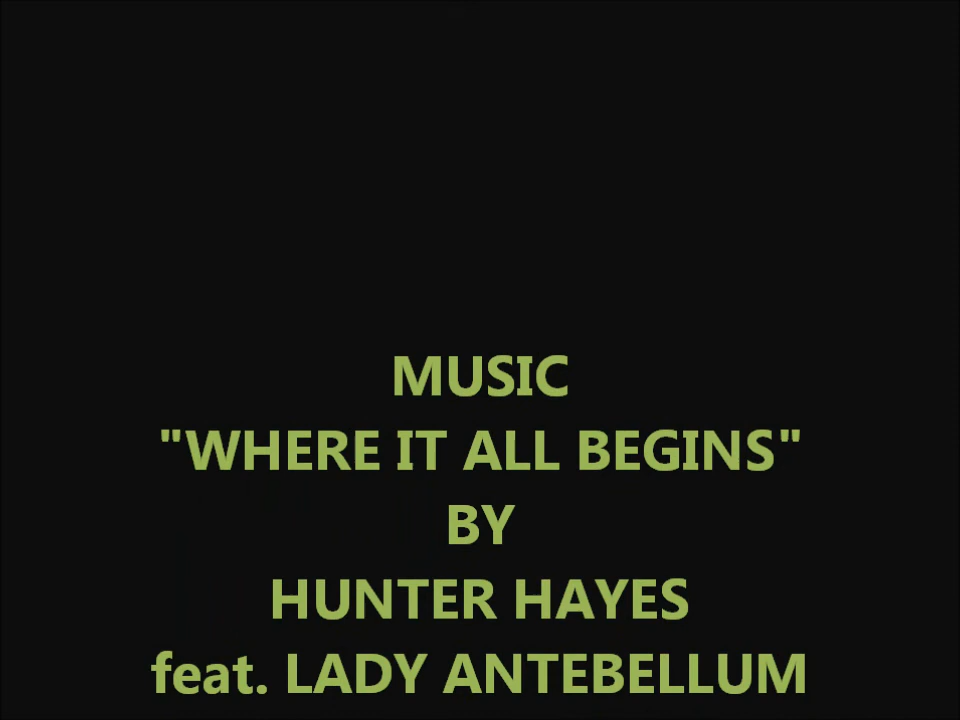 MUSIC
"WHERE IT ALL BEGINS"
BY
HUNTER HAYES
feat. LADY ANTEBELLUM